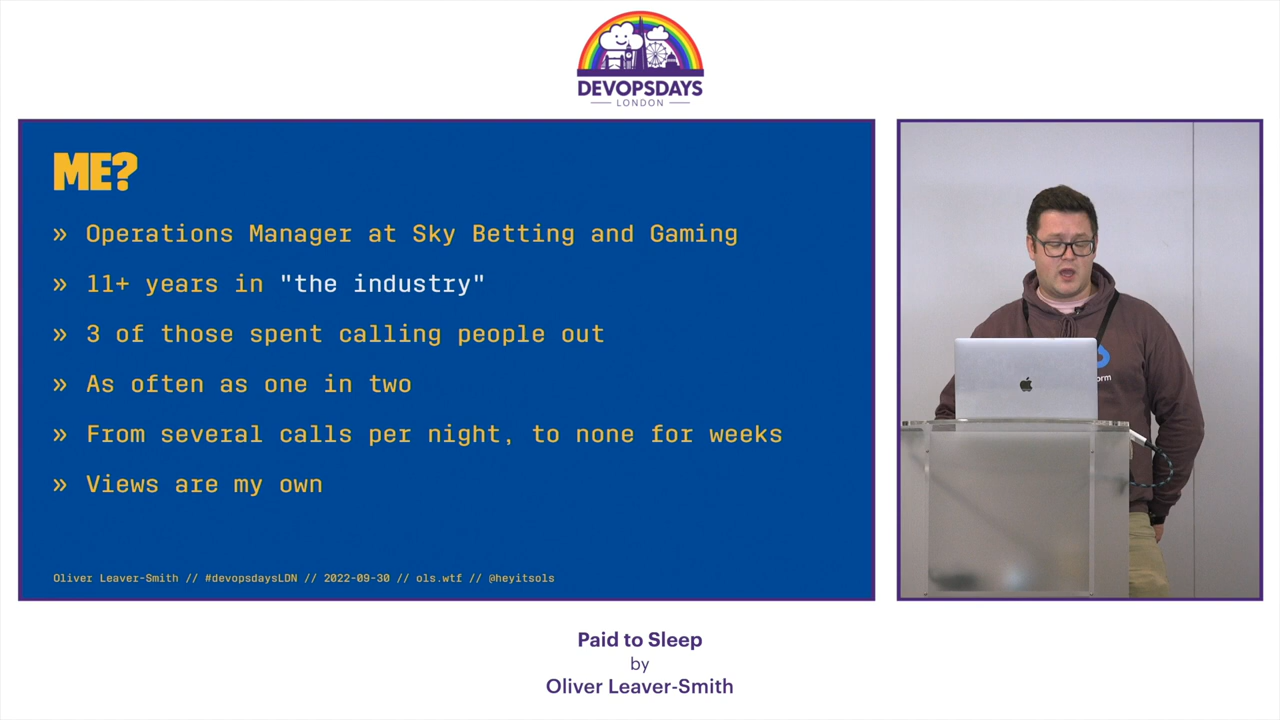 DEVOPSDAYS
LONDON
ME?
» Operations Manager at Sky Betting and Gaming
» 11+ years in "the industry"
» 3 of those spent calling people out
» As often as one in two
» From several calls per night, to none for weeks
» Views are my own
Oliver Leaver-Smith // #devopsdaysLDN // 2022-09-30 // ols.wtf // @heyitsols
orm
Paid to Sleep
by
Oliver Leaver-Smith